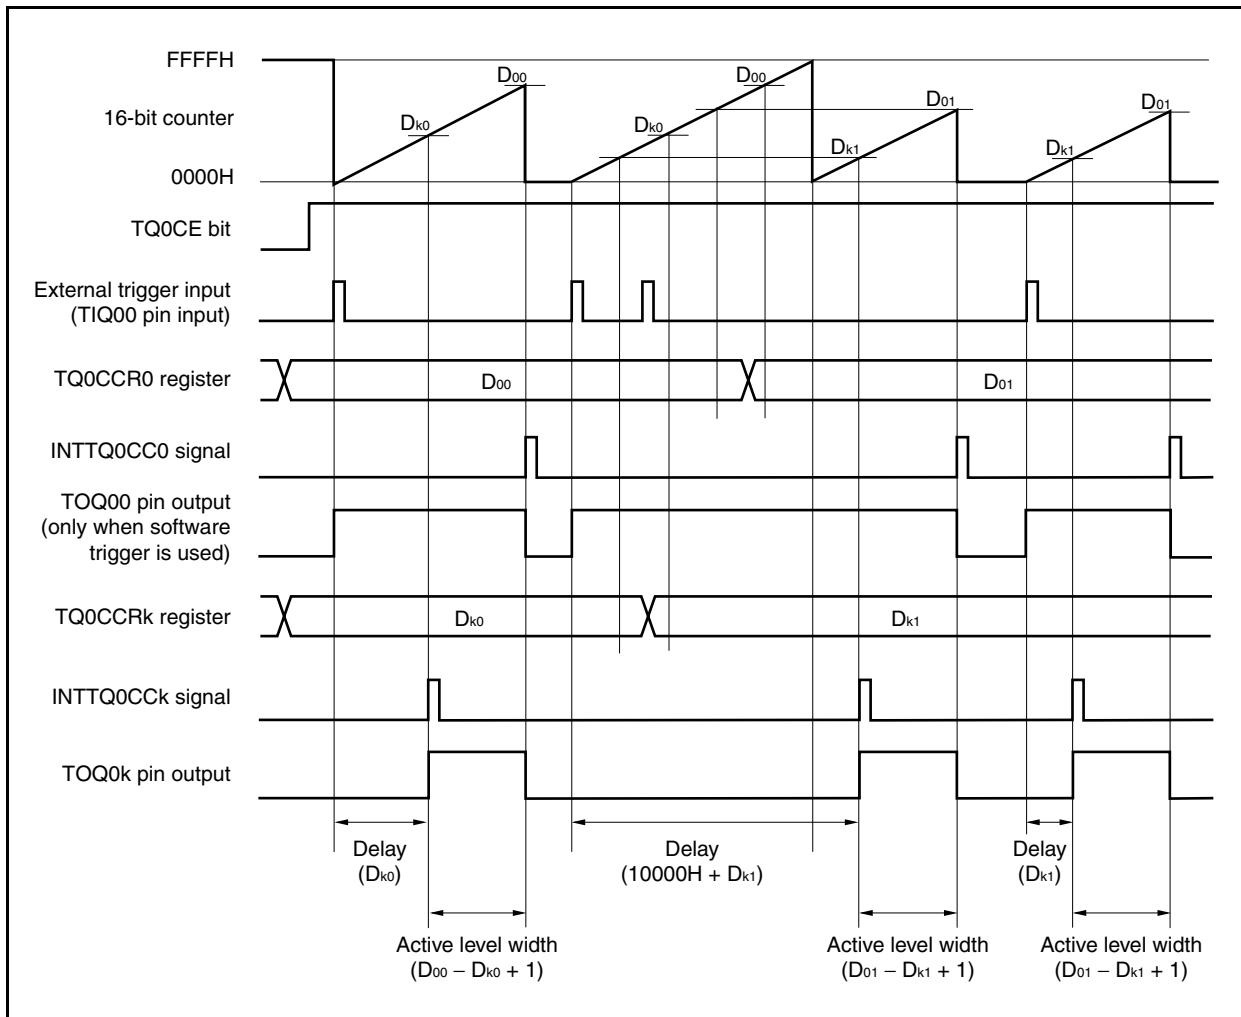 FFFFH
16-bit counter
0000H
D00
Dk0
D00
Dk0
D01
Dk1
D01
Dk1
TQ0CE bit
External trigger input
(TIQ00 pin input)
TQ0CCR0 register
D00
D01
INTTQ0CC0 signal
TOQ00 pin output
(only when software
trigger is used)
TQ0CCRk register
Dk0
Dk1
INTTQ0CCk signal
TOQ0k pin output
Delay
(Dk0)
Delay
(10000H + Dk1)
Delay
(Dk1)
Active level width
(D00 − Dk0 + 1)
Active level width
(D01 − Dk1 + 1)
Active level width
(D01 − Dk1 + 1)